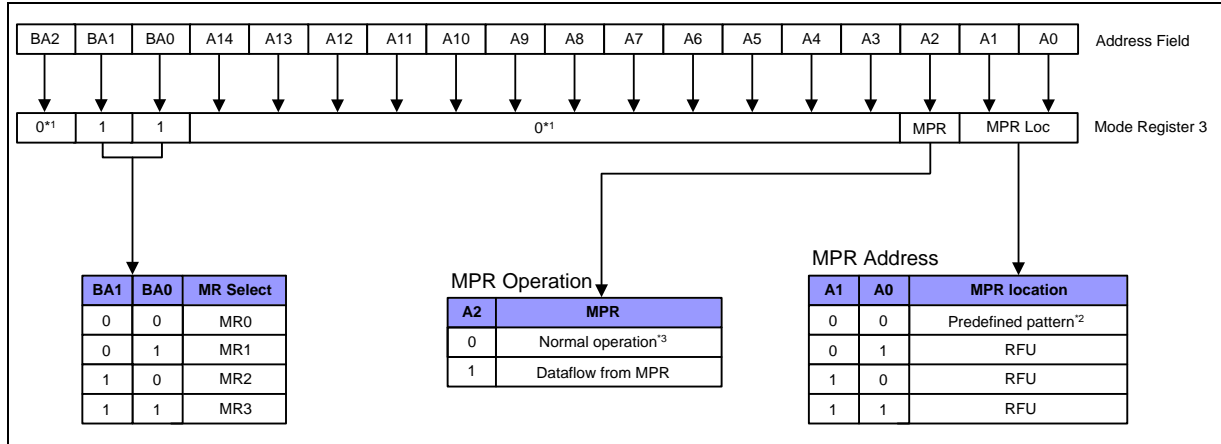 BA2 BA1 BA0 A14 A13 A12 A11 A10 A9 A8 A7 A6 A5 A4 A3 A2 A1 A0 Address Field
0*1 1 1 0*1 MPR MPR Loc Mode Register 3
MPR Address
MPR Operation
BA1 BA0 MR Select
0 0 MR0
0 1 MR1
1 0 MR2
1 1 MR3
A2 MPR
0 Normal operation*3
1 Dataflow from MPR
A1 A0 MPR location
0 0 Predefined pattern*2
0 1 RFU
1 0 RFU
1 1 RFU